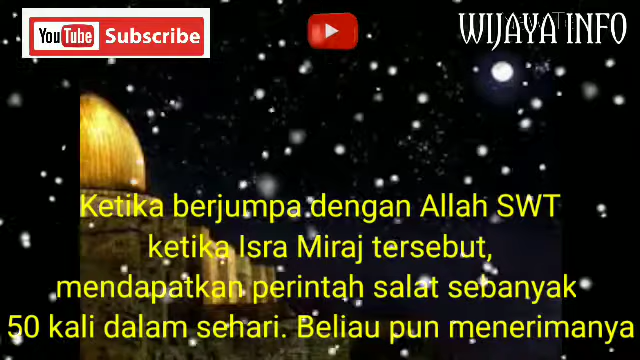 YouTube Subscribe
WIJAYA INFO
Ketika berjumpa dengan Allah SWT
ketika Isra Miraj tersebut,
mendapatkan perintah salat sebanyak
50 kali dalam sehari. Beliau pun menerimanya